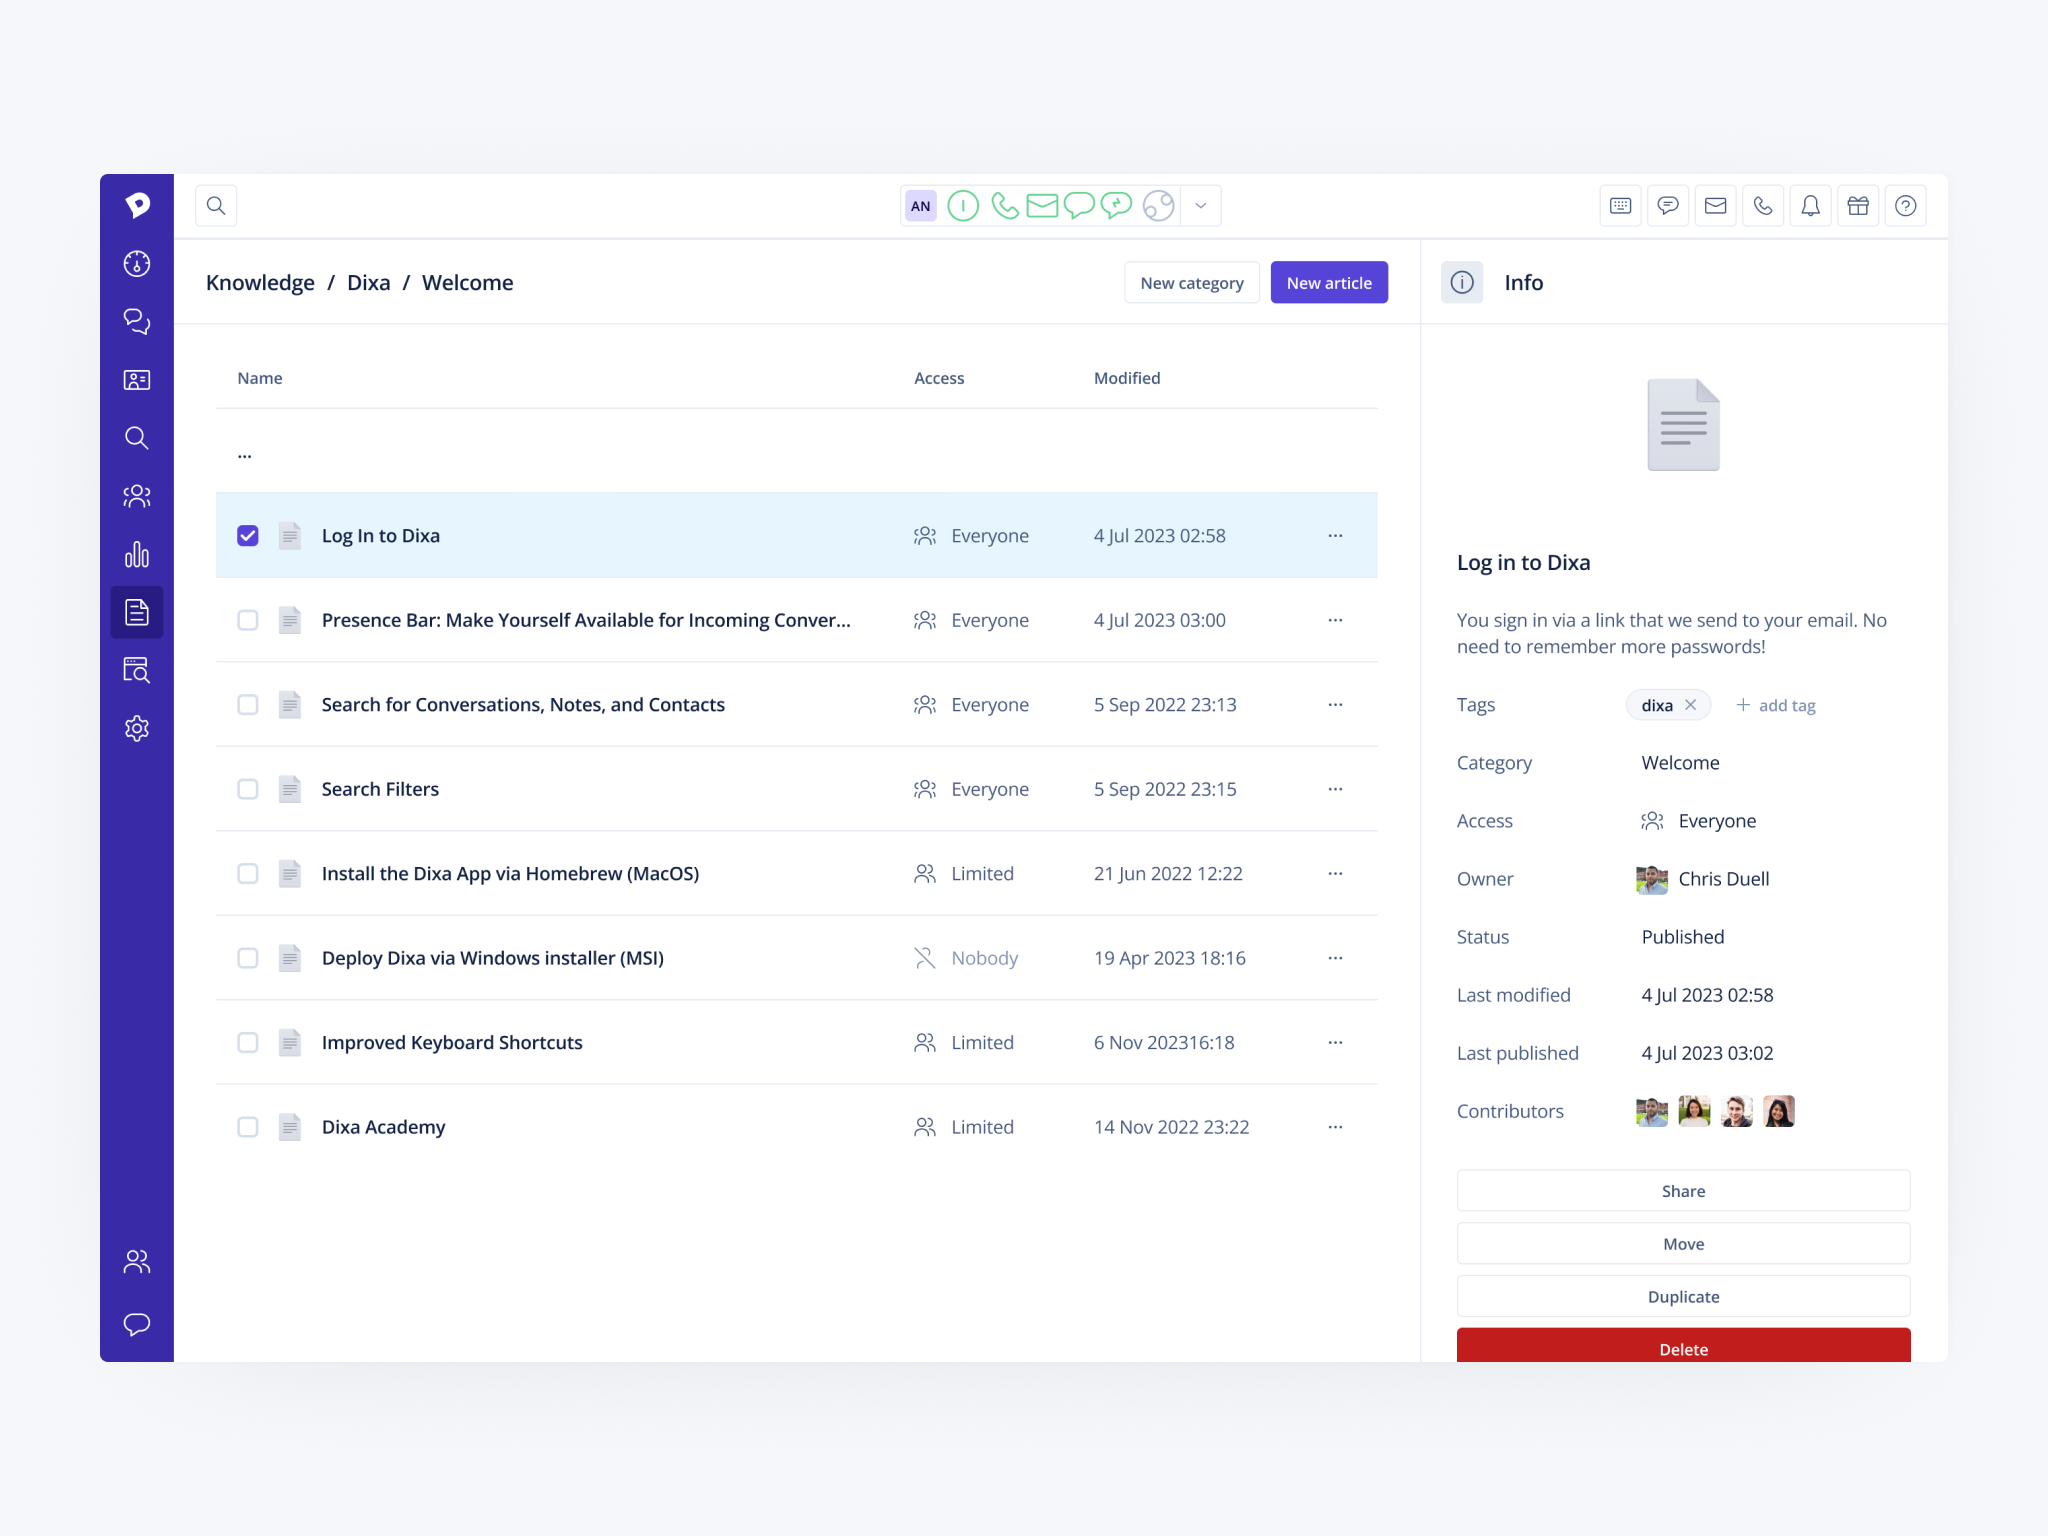 AN
Knowledge / Dixa / Welcome
New category
New article
Info
Name Access Modified
...
Log In to Dixa Everyone 4 Jul 2023 02:58
Presence Bar: Make Yourself Available for Incoming Conver... Everyone 4 Jul 2023 03:00
Search for Conversations, Notes, and Contacts Everyone 5 Sep 2022 23:13
Search Filters Everyone 5 Sep 2022 23:15
Install the Dixa App via Homebrew (MacOS) Limited 21 Jun 2022 12:22
Deploy Dixa via Windows installer (MSI) Nobody 19 Apr 2023 18:16
Improved Keyboard Shortcuts Limited 6 Nov 202316:18
Dixa Academy Limited 14 Nov 2022 23:22
Log in to Dixa
You sign in via a link that we send to your email. No
need to remember more passwords!
Tags dixa + add tag
Category Welcome
Access Everyone
Owner Chris Duell
Status Published
Last modified 4 Jul 2023 02:58
Last published 4 Jul 2023 03:02
Contributors
Share
Move
Duplicate
Delete